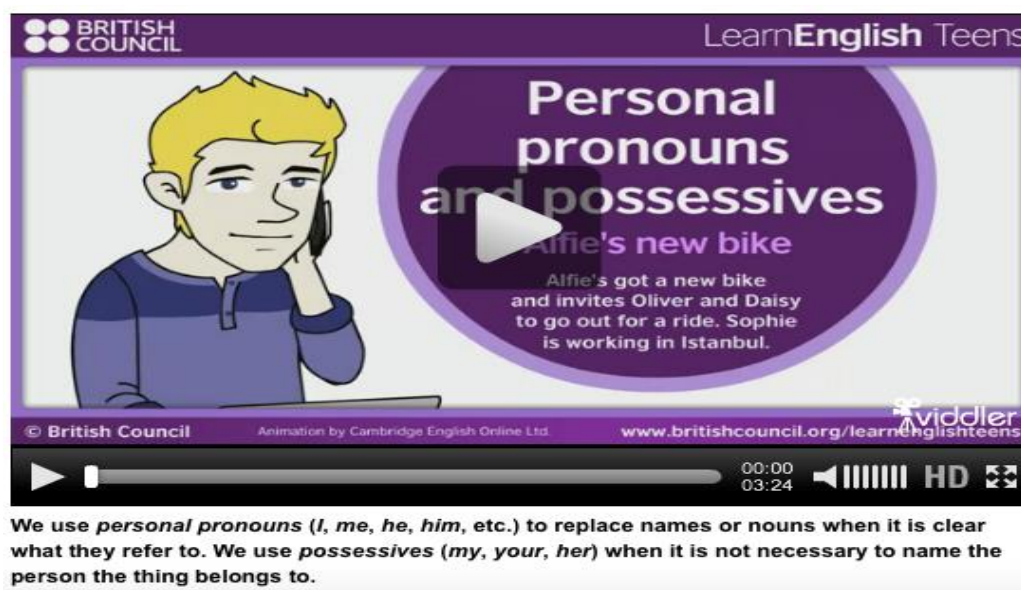 BRITISH
COUNCIL
LearnEnglish Teens
Personal
pronouns
and possessives
Alfie's new bike
Alfie's got a new bike
and invites Oliver and Daisy
to go out for a ride. Sophie
is working in Istanbul.
viddler
© British Council
Animation by Cambridge English Online Ltd.
www.britishcouncil.org/learnenglishteens
00:00
03:24
HD
We use personal pronouns (I, me, he, him, etc.) to replace names or nouns when it is clear
what they refer to. We use possessives (my, your, her) when it is not necessary to name the
person the thing belongs to.